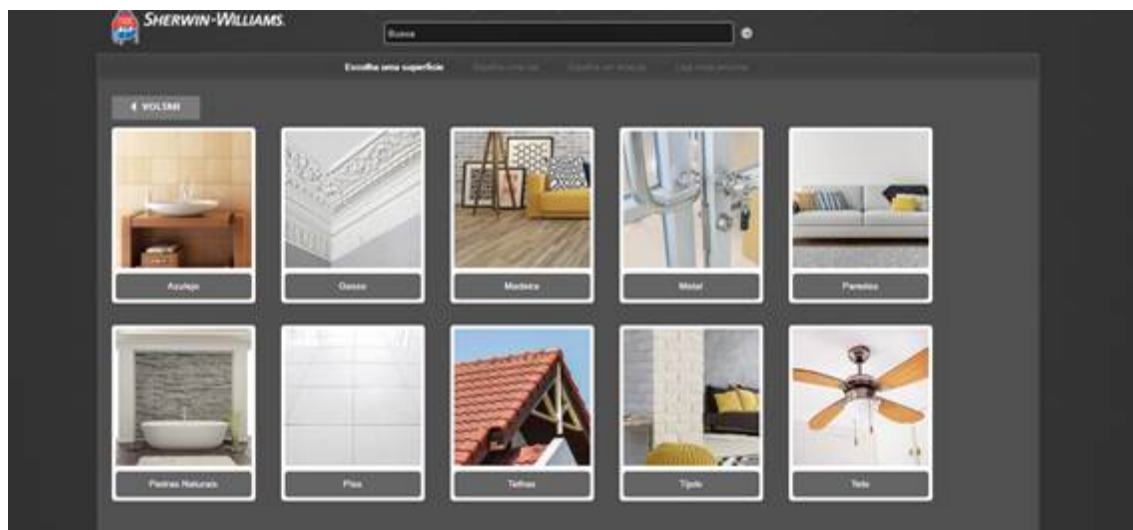 SHERWIN-WILLIAMS.
Busca
Escolha uma superfície
VOLTAR
Azulejo
Gesso
Madeira
Metal
Paredes
Pedras Naturais
Piso
Telhas
Tijolo
Teto